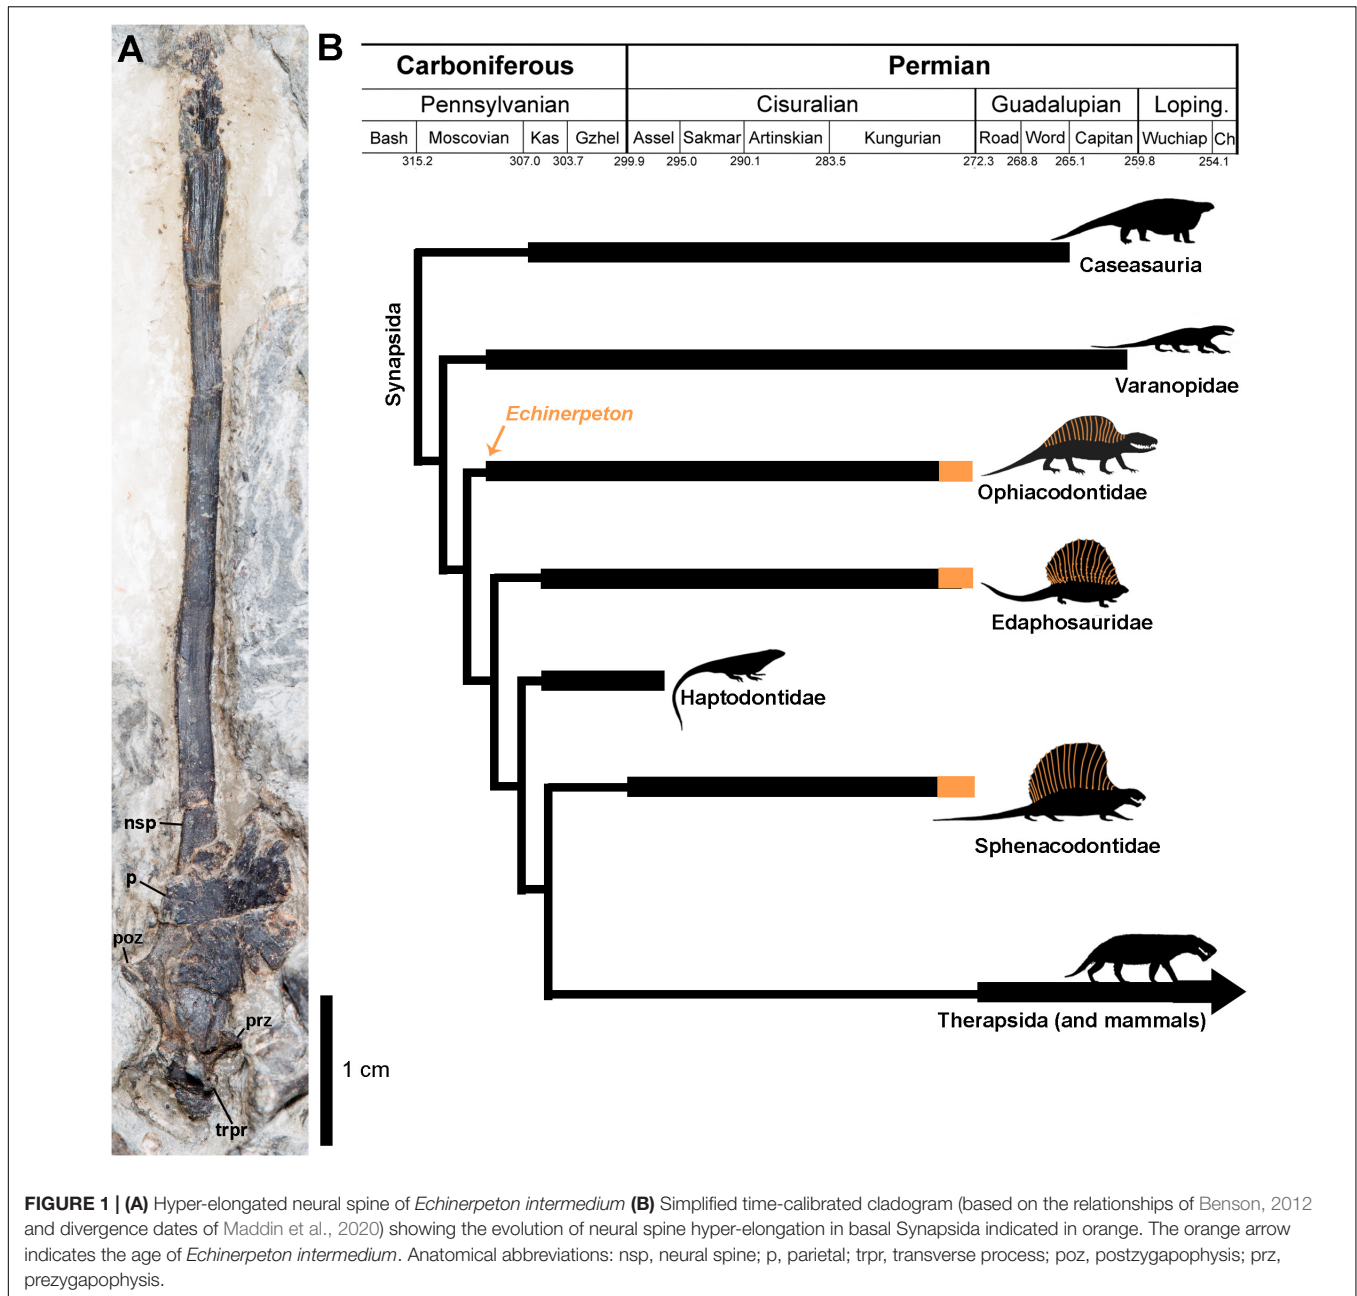 A
B
Carboniferous
Permian
Pennsylvanian
Cisuralian
Guadalupian
Loping.
Bash
Moscovian
Kas
Gzhel
Assel
Sakmar
Artinskian
Kungurian
Road
Word
Capitan
Wuchiap
Ch
315.2
307.0
303.7
299.9
295.0
290.1
283.5
272.3
268.8
265.1
259.8
254.1
Caseasauria
Synapsida
Varanopidae
Echinerpeton
Ophiacodontidae
Edaphosauridae
Haptodontidae
Sphenacodontidae
Therapsida (and mammals)
nsp
p
poz
prz
trpr
1 cm
FIGURE 1 | (A) Hyper-elongated neural spine of Echinerpeton intermedium (B) Simplified time-calibrated cladogram (based on the relationships of Benson, 2012
and divergence dates of Maddin et al., 2020) showing the evolution of neural spine hyper-elongation in basal Synapsida indicated in orange. The orange arrow
indicates the age of Echinerpeton intermedium. Anatomical abbreviations: nsp, neural spine; p, parietal; trpr, transverse process; poz, postzygapophysis; prz,
prezygapophysis.